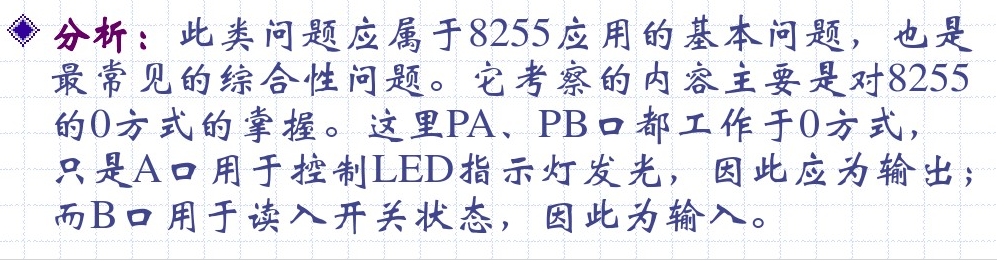 分析：此类问题应属于8255应用的基本问题，也是
最常见的综合性问题。它考察的内容主要是对8255
的0方式的掌握。这里PA、PB口都工作于0方式，
只是A口用于控制LED指示灯发光，因此应为输出；
而B口用于读入开关状态，因此为输入。